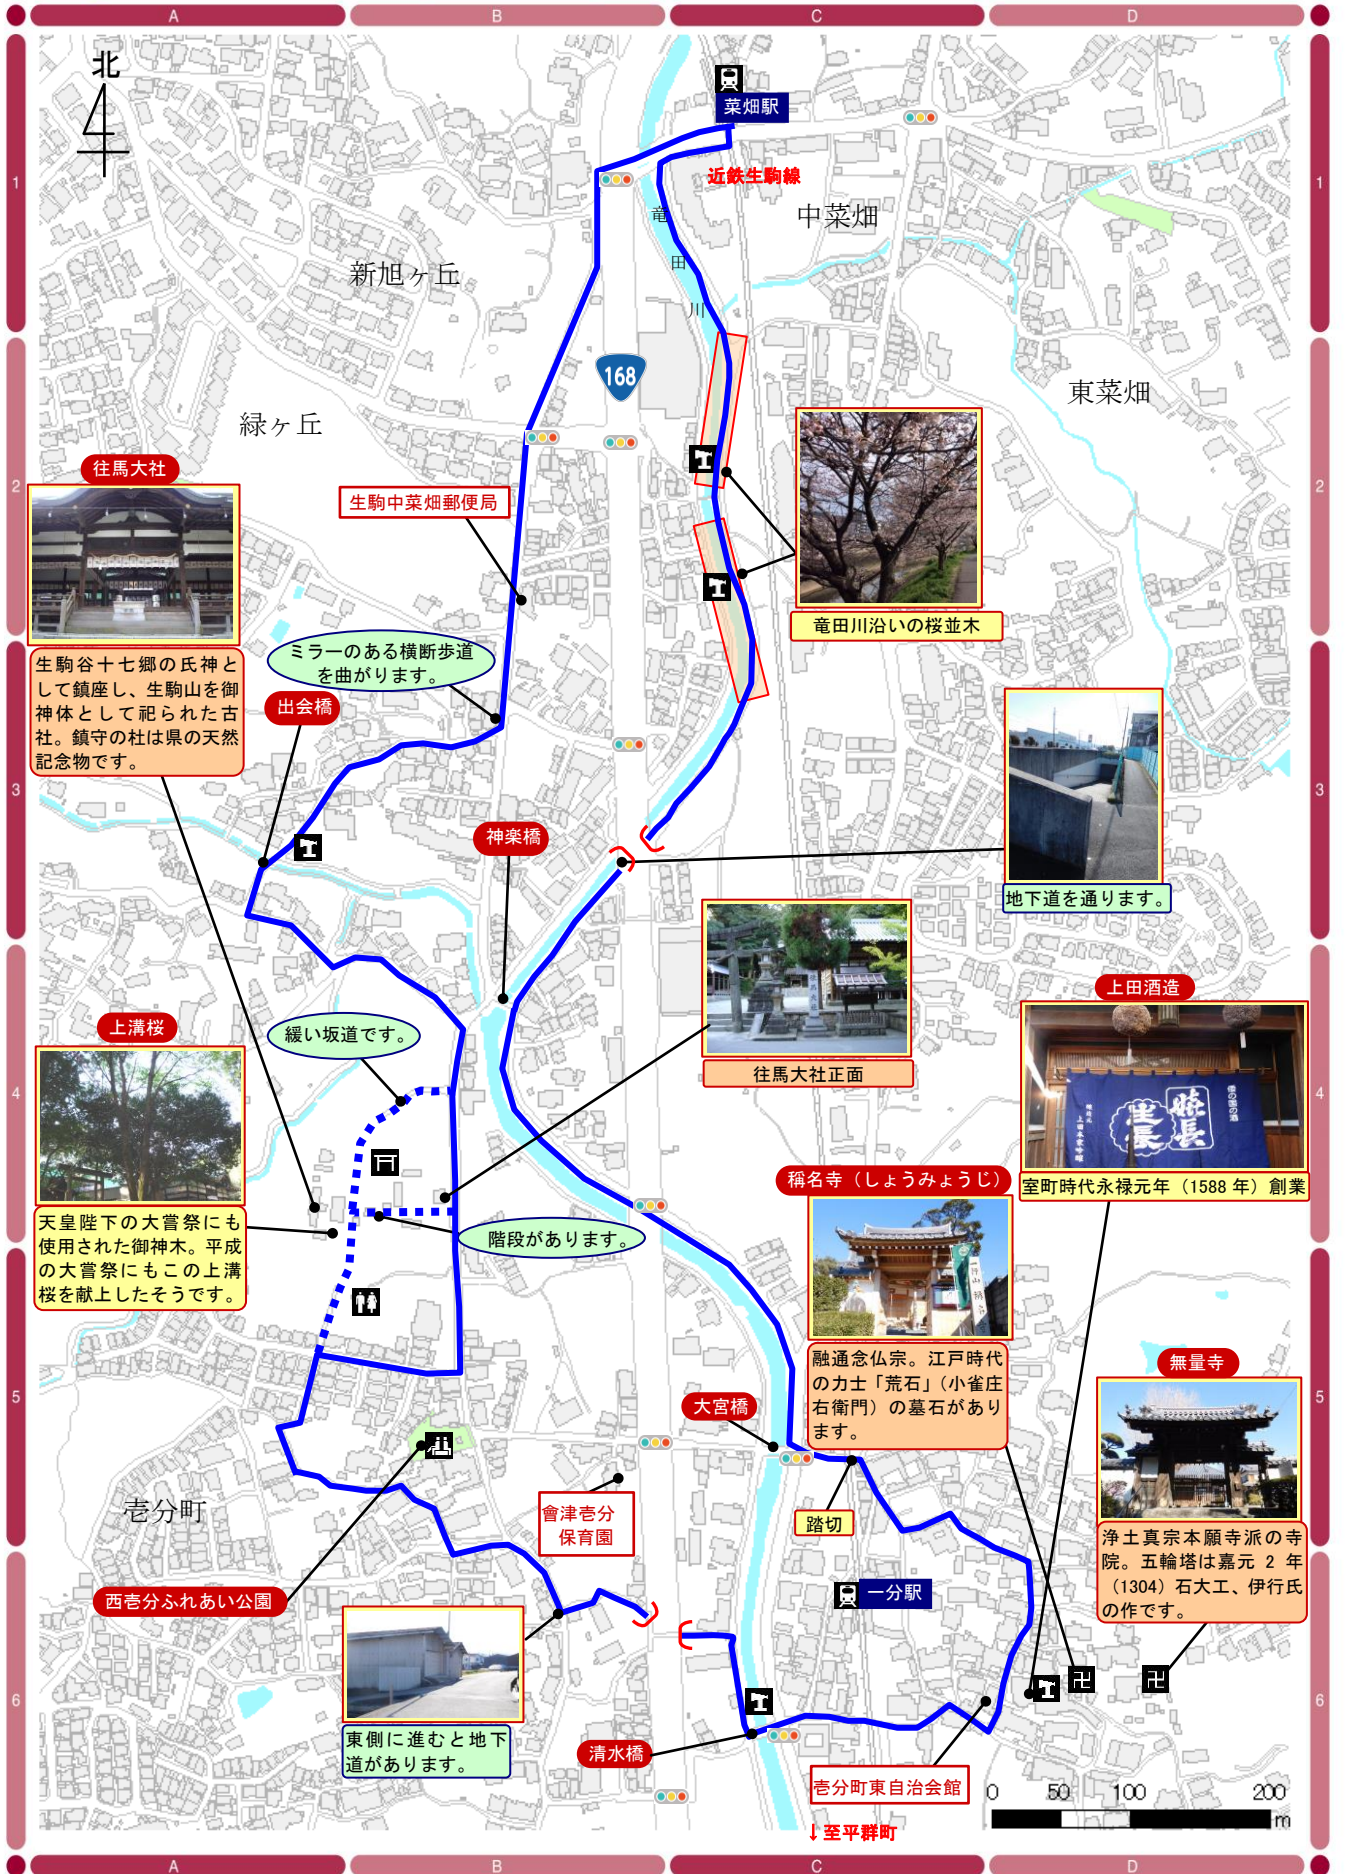 A
B
C
D
北
菜畑駅
1
1
近鉄生駒線
竜
田
川
中菜畑
新旭ヶ丘
168
東菜畑
緑ヶ丘
往馬大社
2
2
生駒中菜畑郵便局
竜田川沿いの桜並木
ミラーのある横断歩道
を曲がります。
生駒谷十七郷の氏神と
して鎮座し、生駒山を御
神体として祀られた古
社。鎮守の杜は県の天然
記念物です。
出会橋
3
3
神楽橋
地下道を通ります。
上田酒造
上溝桜
緩い坂道です。
往馬大社正面
4
4
室町時代永禄元年（1588 年）創業
稱名寺（しょうみょうじ）
天皇陛下の大嘗祭にも
使用された御神木。平成
の大嘗祭にもこの上溝
桜を献上したそうです。
階段があります。
融通念仏宗。江戸時代
の力士「荒石」（小雀庄
右衛門）の墓石があり
ます。
無量寺
5
5
大宮橋
壱分町
會津壱分
保育園
踏切
浄土真宗本願寺派の寺
院。五輪塔は嘉元 2 年
（1304）石大工、伊行氏
の作です。
西壱分ふれあい公園
一分駅
6
6
東側に進むと地下
道があります。
清水橋
壱分町東自治会館
0 50 100 200
m
↓至平群町
A
B
C
D